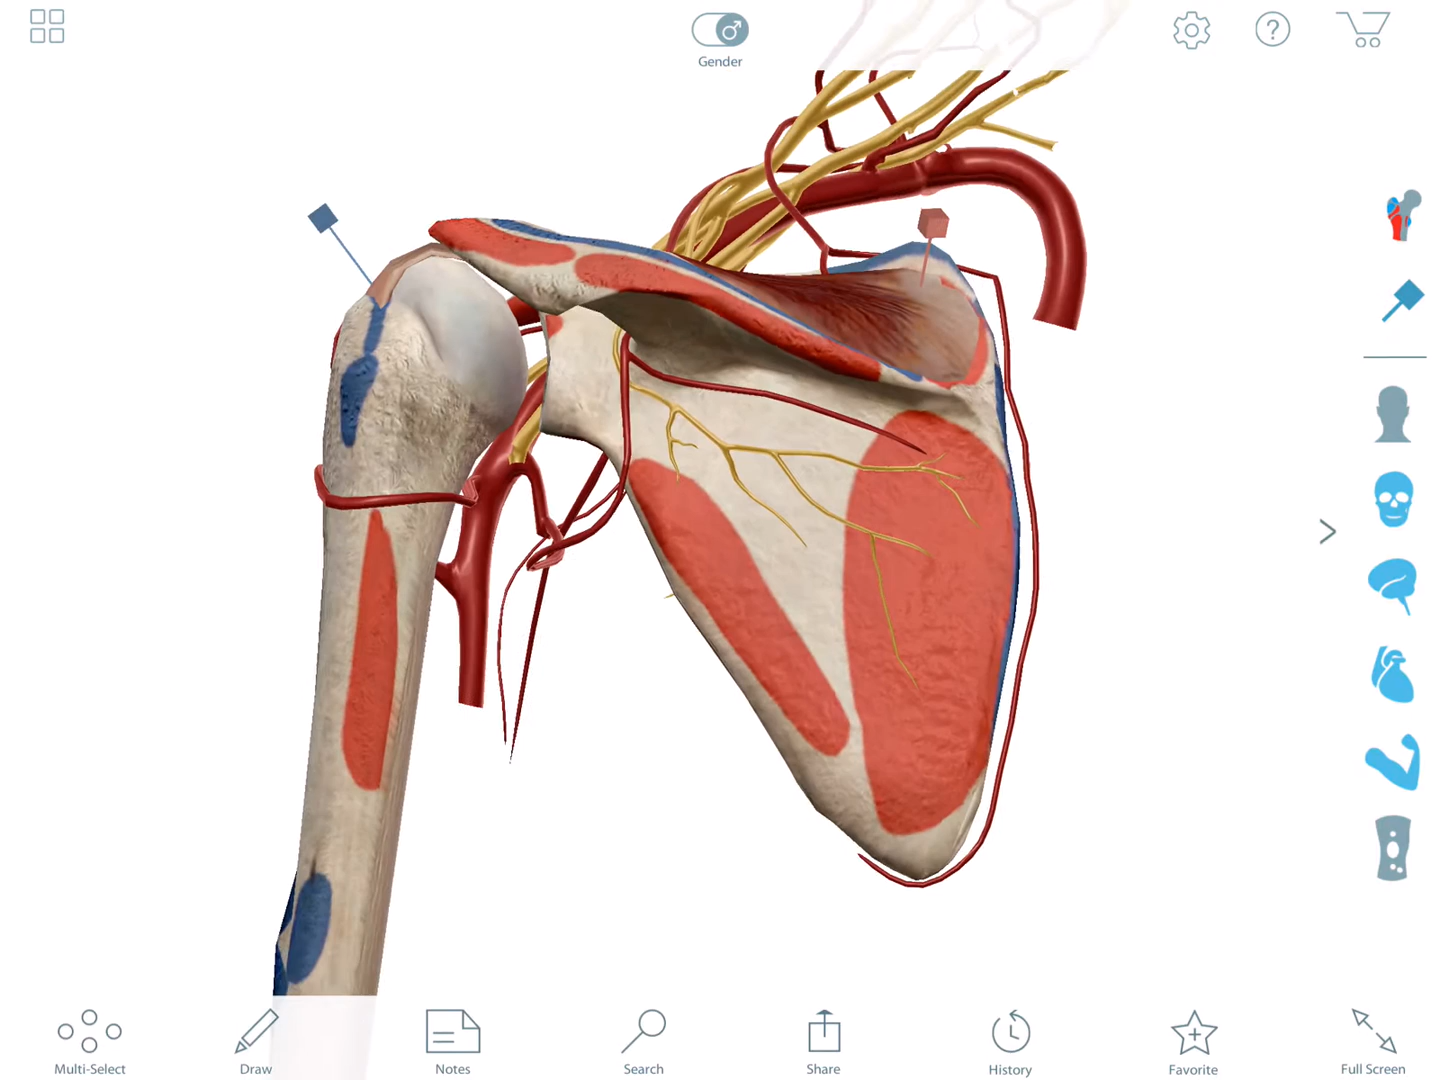 Gender
?
Multi-Select
Draw
Notes
Search
Share
History
Favorite
Full Screen